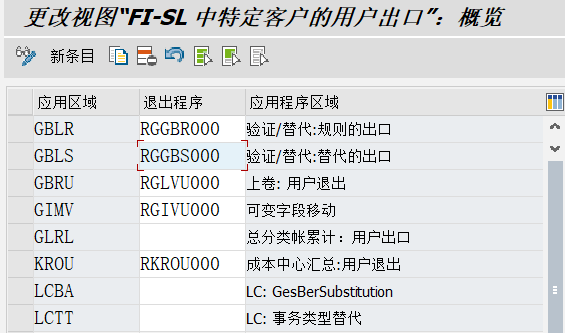 更改视图“FI-SL 中特定客户的用户出口”：概览
新条目
应用区域 退出程序 应用程序区域
GBLR RGGBR000 验证/替代:规则的出口
GBLS RGGBS000 验证/替代:替代的出口
GBRU RGLVU000 上卷: 用户退出
GIMV RGIVU000 可变字段移动
GLRL 总分类帐累计：用户出口
KROU RKROU000 成本中心汇总:用户退出
LCBA LC: GesBerSubstitution
LCTT LC: 事务类型替代